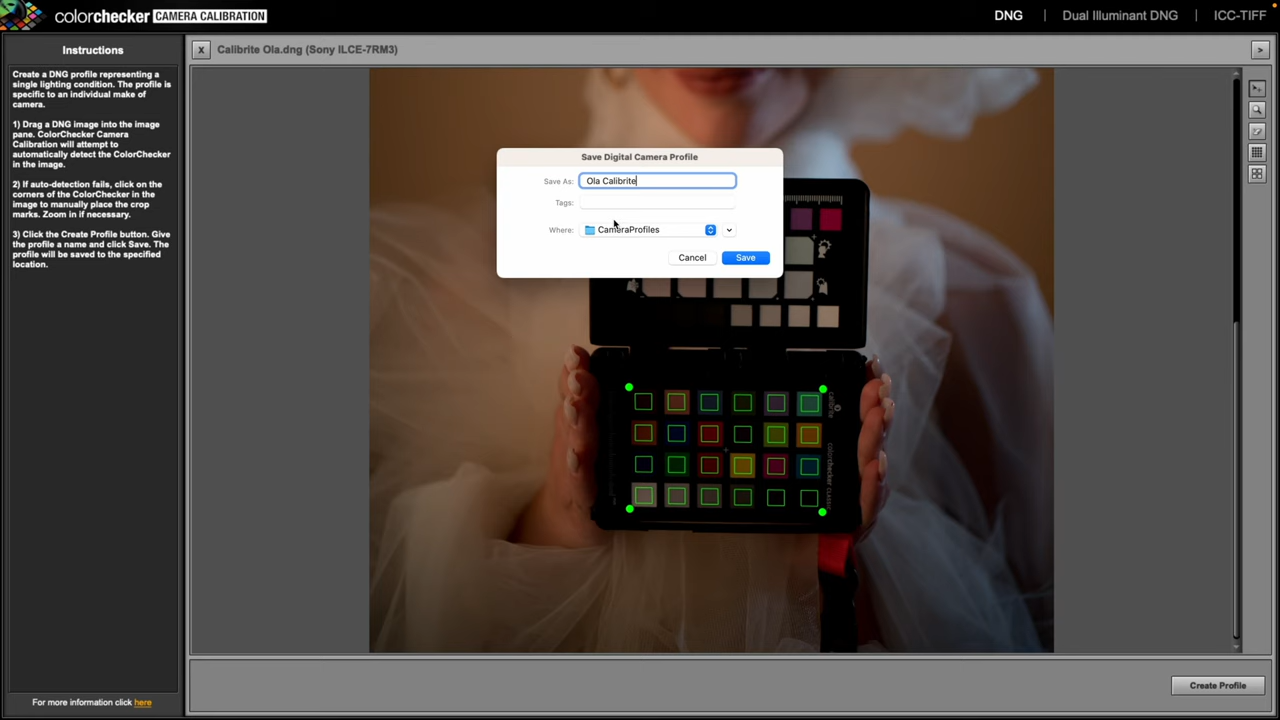 colorchecker CAMERA CALIBRATION
DNG | Dual Illuminant DNG | ICC-TIFF
Instructions
X Calibrite Ola.dng (Sony ILCE-7RM3) >
Create a DNG profile representing a
single lighting condition. The profile is
specific to an individual make of
camera.
1) Drag a DNG image into the image
pane. ColorChecker Camera
Calibration will attempt to
automatically detect the ColorChecker
in the image.
2) If auto-detection fails, click on the
corners of the ColorChecker in the
image to manually place the crop
marks. Zoom in if necessary.
3) Click the Create Profile button. Give
the profile a name and click Save. The
profile will be saved to the specified
location.
Save Digital Camera Profile
Save As: Ola Calibrite
Tags:
Where: CameraProfiles
Cancel Save
calibrite
colorchecker CLASSIC
For more information click here
Create Profile